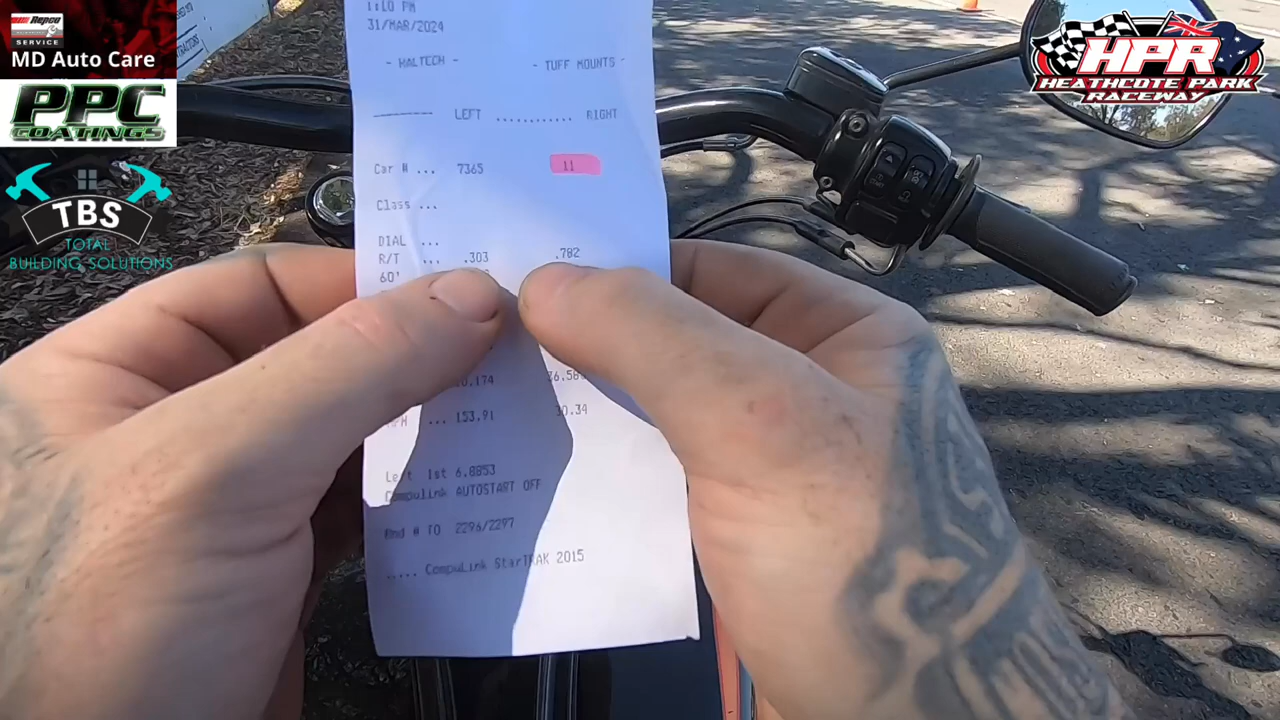 Repco
SERVICE
MD Auto Care
PPC
COATINGS
TBS
TOTAL
BUILDING SOLUTIONS
HPR
HEATHCOTE PARK
RACEWAY
1:10 PM
31/MAR/2024
- HALTECH - - TUFF MOUNTS -
LEFT ........... RIGHT
Car # ... 7365 11
Class ...
DIAL ...
R/T ... .303 .782
60'
... 153.91 30.34
Left 1st 6.8853
CompuLink AUTOSTART OFF
Rnd # TO 2296/2297
..... CompuLink StarTRAK 2015